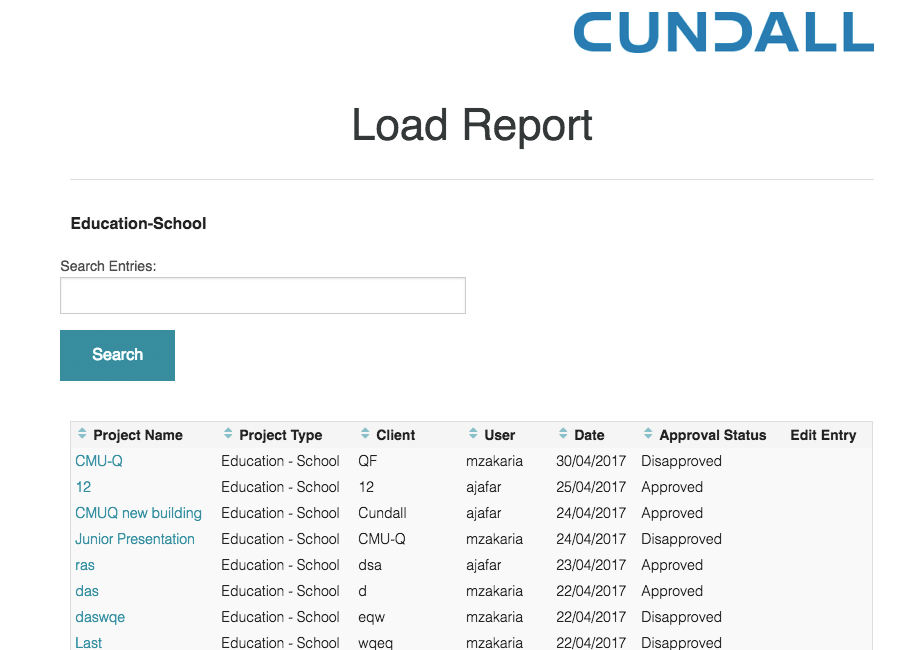 CUNDALL
Load Report
Education-School
Search Entries:
Search
Project Name Project Type Client User Date Approval Status Edit Entry
CMU-Q Education - School QF mzakaria 30/04/2017 Disapproved
12 Education - School 12 ajafar 25/04/2017 Approved
CMUQ new building Education - School Cundall ajafar 24/04/2017 Approved
Junior Presentation Education - School CMU-Q mzakaria 24/04/2017 Disapproved
ras Education - School dsa ajafar 23/04/2017 Approved
das Education - School d mzakaria 22/04/2017 Approved
daswqe Education - School eqw mzakaria 22/04/2017 Disapproved
Last Education - School wqeq mzakaria 22/04/2017 Disapproved